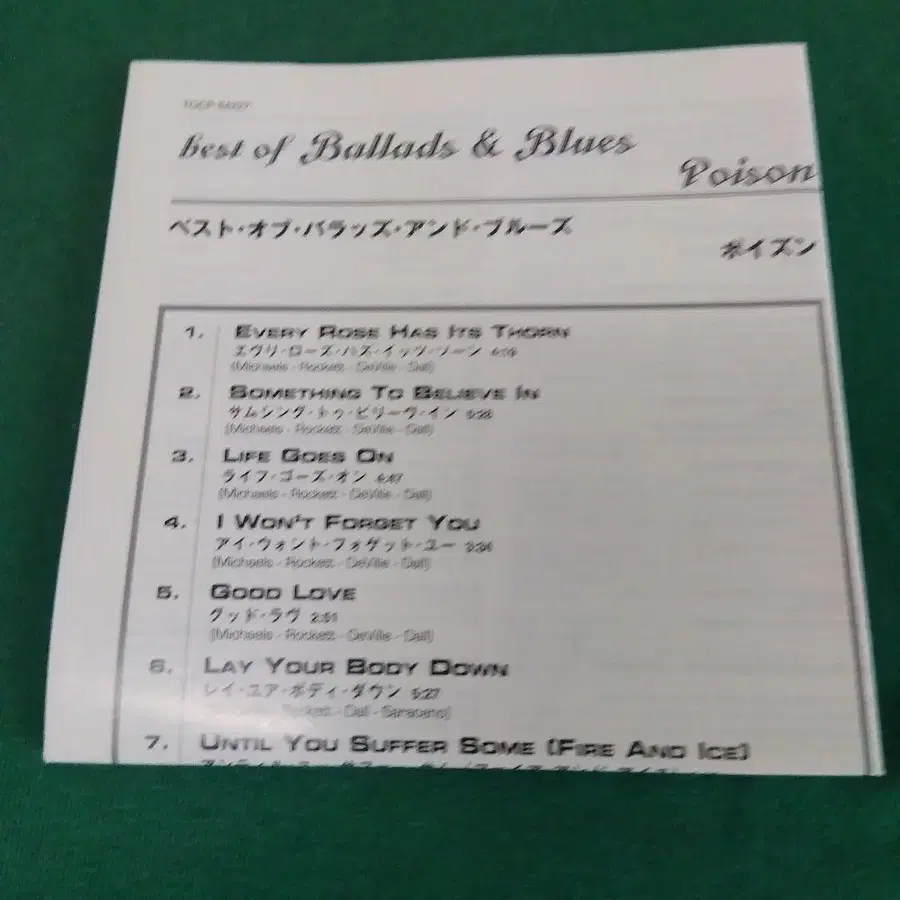 best of Ballads & Blues
Poison
ベスト・オブ・バラッズ・アンド・ブルーズ
ポイズン
1. EVERY ROSE HAS ITS THORN
エヴリ・ローズ・ハズ・イッツ・ソーン
(Michaels - Rockett - DeVille - Dall)
2. SOMETHING TO BELIEVE IN
サムシング・トゥ・ビリーヴ・イン 5:28
(Michaels - Rockett - DeVille - Dall)
3. LIFE GOES ON
ライフ・ゴーズ・オン
(Michaels - Rockett - DeVille - Dall)
4. I WON'T FORGET YOU
アイ・ウォント・フォゲット・ユー
(Michaels - Rockett - DeVille - Dall)
5. GOOD LOVE
グッド・ラヴ 2:51
(Michaels - Rockett - DeVille - Dall)
6. LAY YOUR BODY DOWN
レイ・ユア・ボディ・ダウン 5:27
Rockett - Dall - Saraceno)
7. UNTIL YOU SUFFER SOME (FIRE AND ICE)